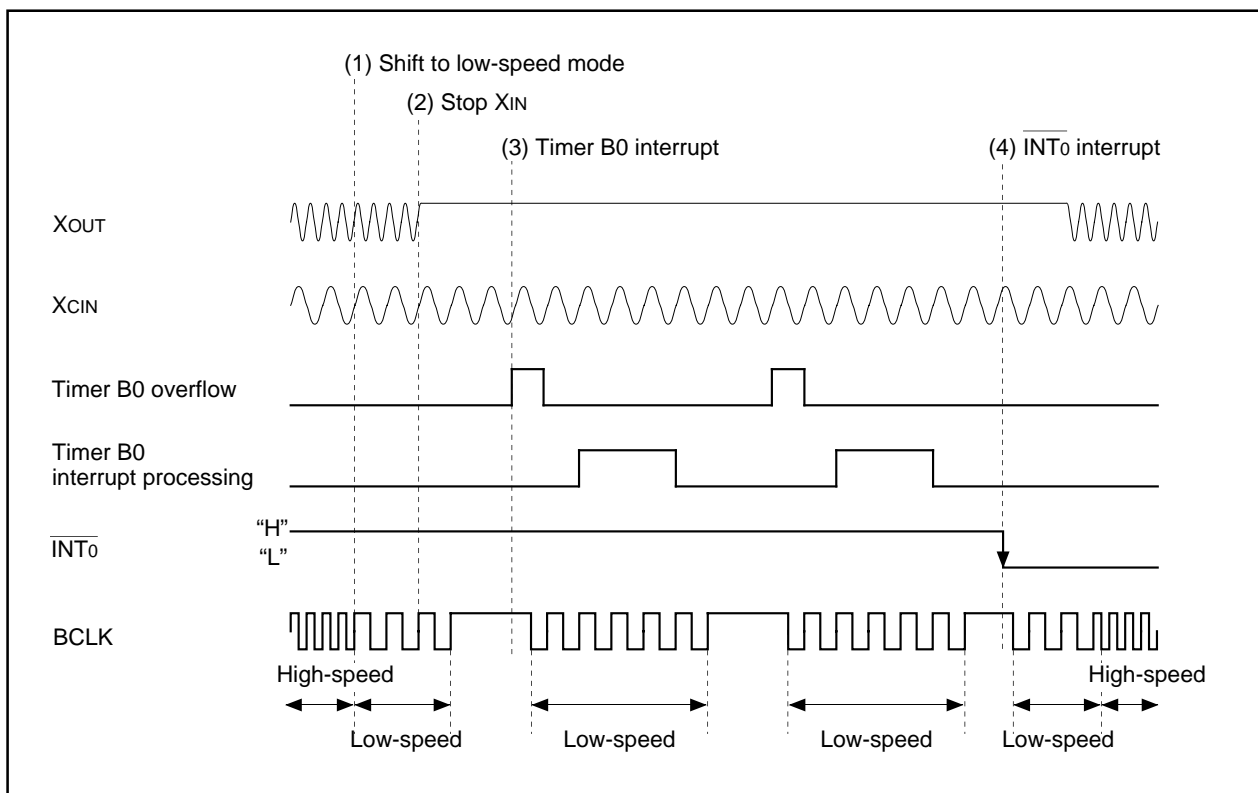 (1) Shift to low-speed mode
(2) Stop XIN
(3) Timer B0 interrupt
(4) INT0 interrupt
XOUT
XCIN
Timer B0 overflow
Timer B0
interrupt processing
“H”
INT0
“L”
BCLK
High-speed
High-speed
Low-speed
Low-speed
Low-speed
Low-speed